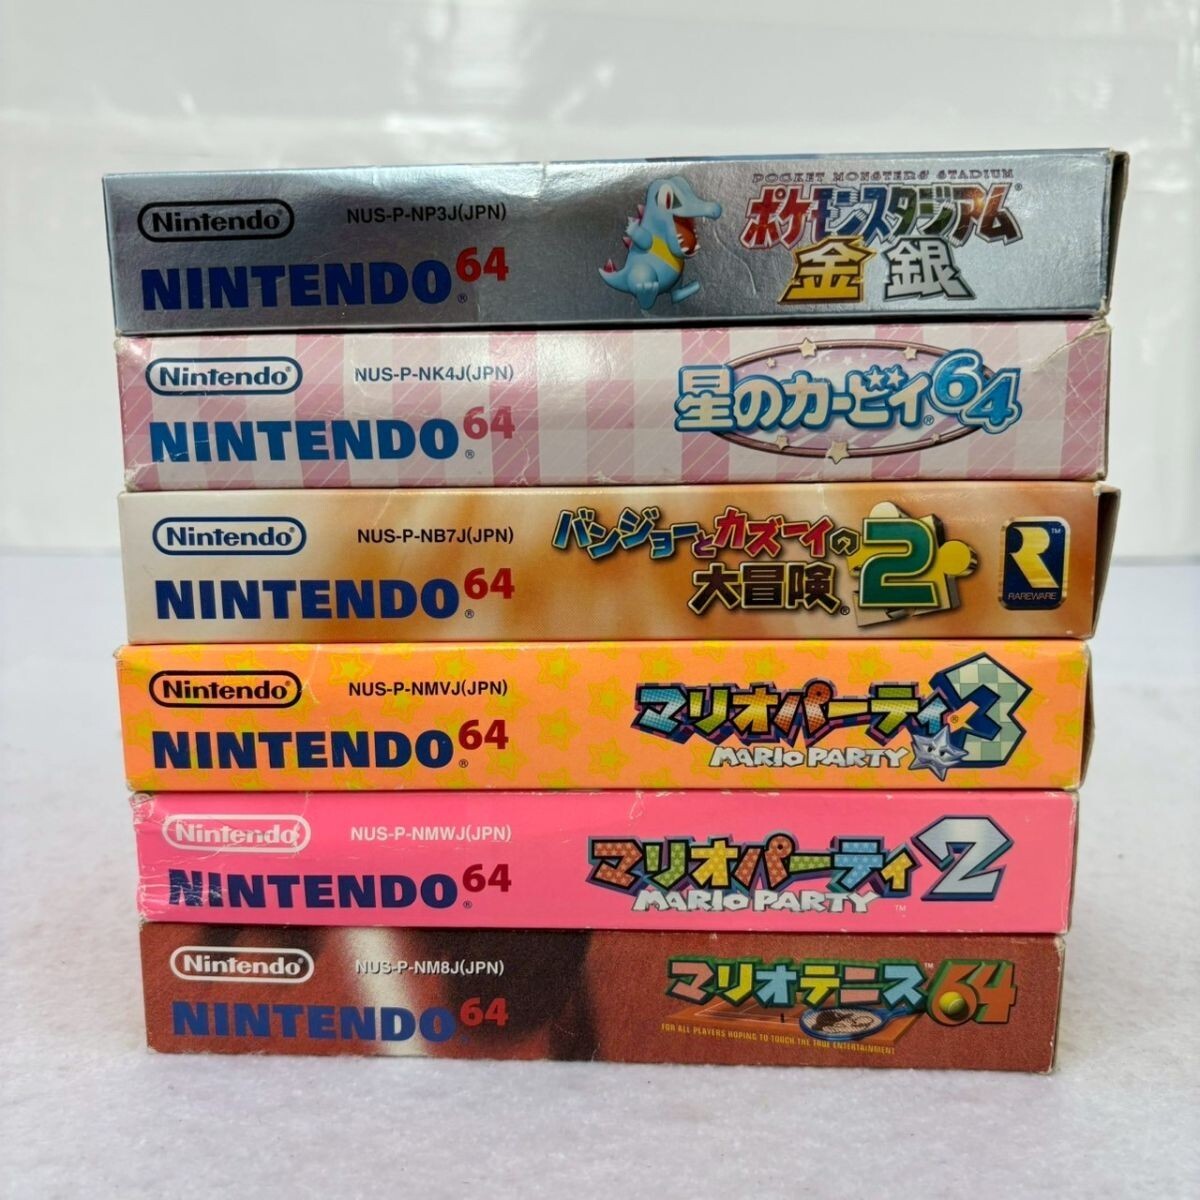 Nintendo
NUS-P-NP3J(JPN)
NINTENDO64®
POCKET MONSTERS STADIUM
ポケモンスタジアム®
金 銀
Nintendo
NUS-P-NK4J(JPN)
NINTENDO64®
星のカービィ®64
Nintendo
NUS-P-NB7J(JPN)
NINTENDO64®
バンジョーとカズーイの
大冒険®2
R™
RAREWARE
Nintendo
NUS-P-NMVJ(JPN)
NINTENDO64®
マリオパーティ®3
MARIO PARTY
Nintendo
NUS-P-NMWJ(JPN)
NINTENDO64®
マリオパーティ2
MARIO PARTY™
Nintendo
NUS-P-NM8J(JPN)
NINTENDO64®
マリオテニス™64
FOR ALL PLAYERS HOPING TO TOUCH THE TRUE ENTERTAINMENT